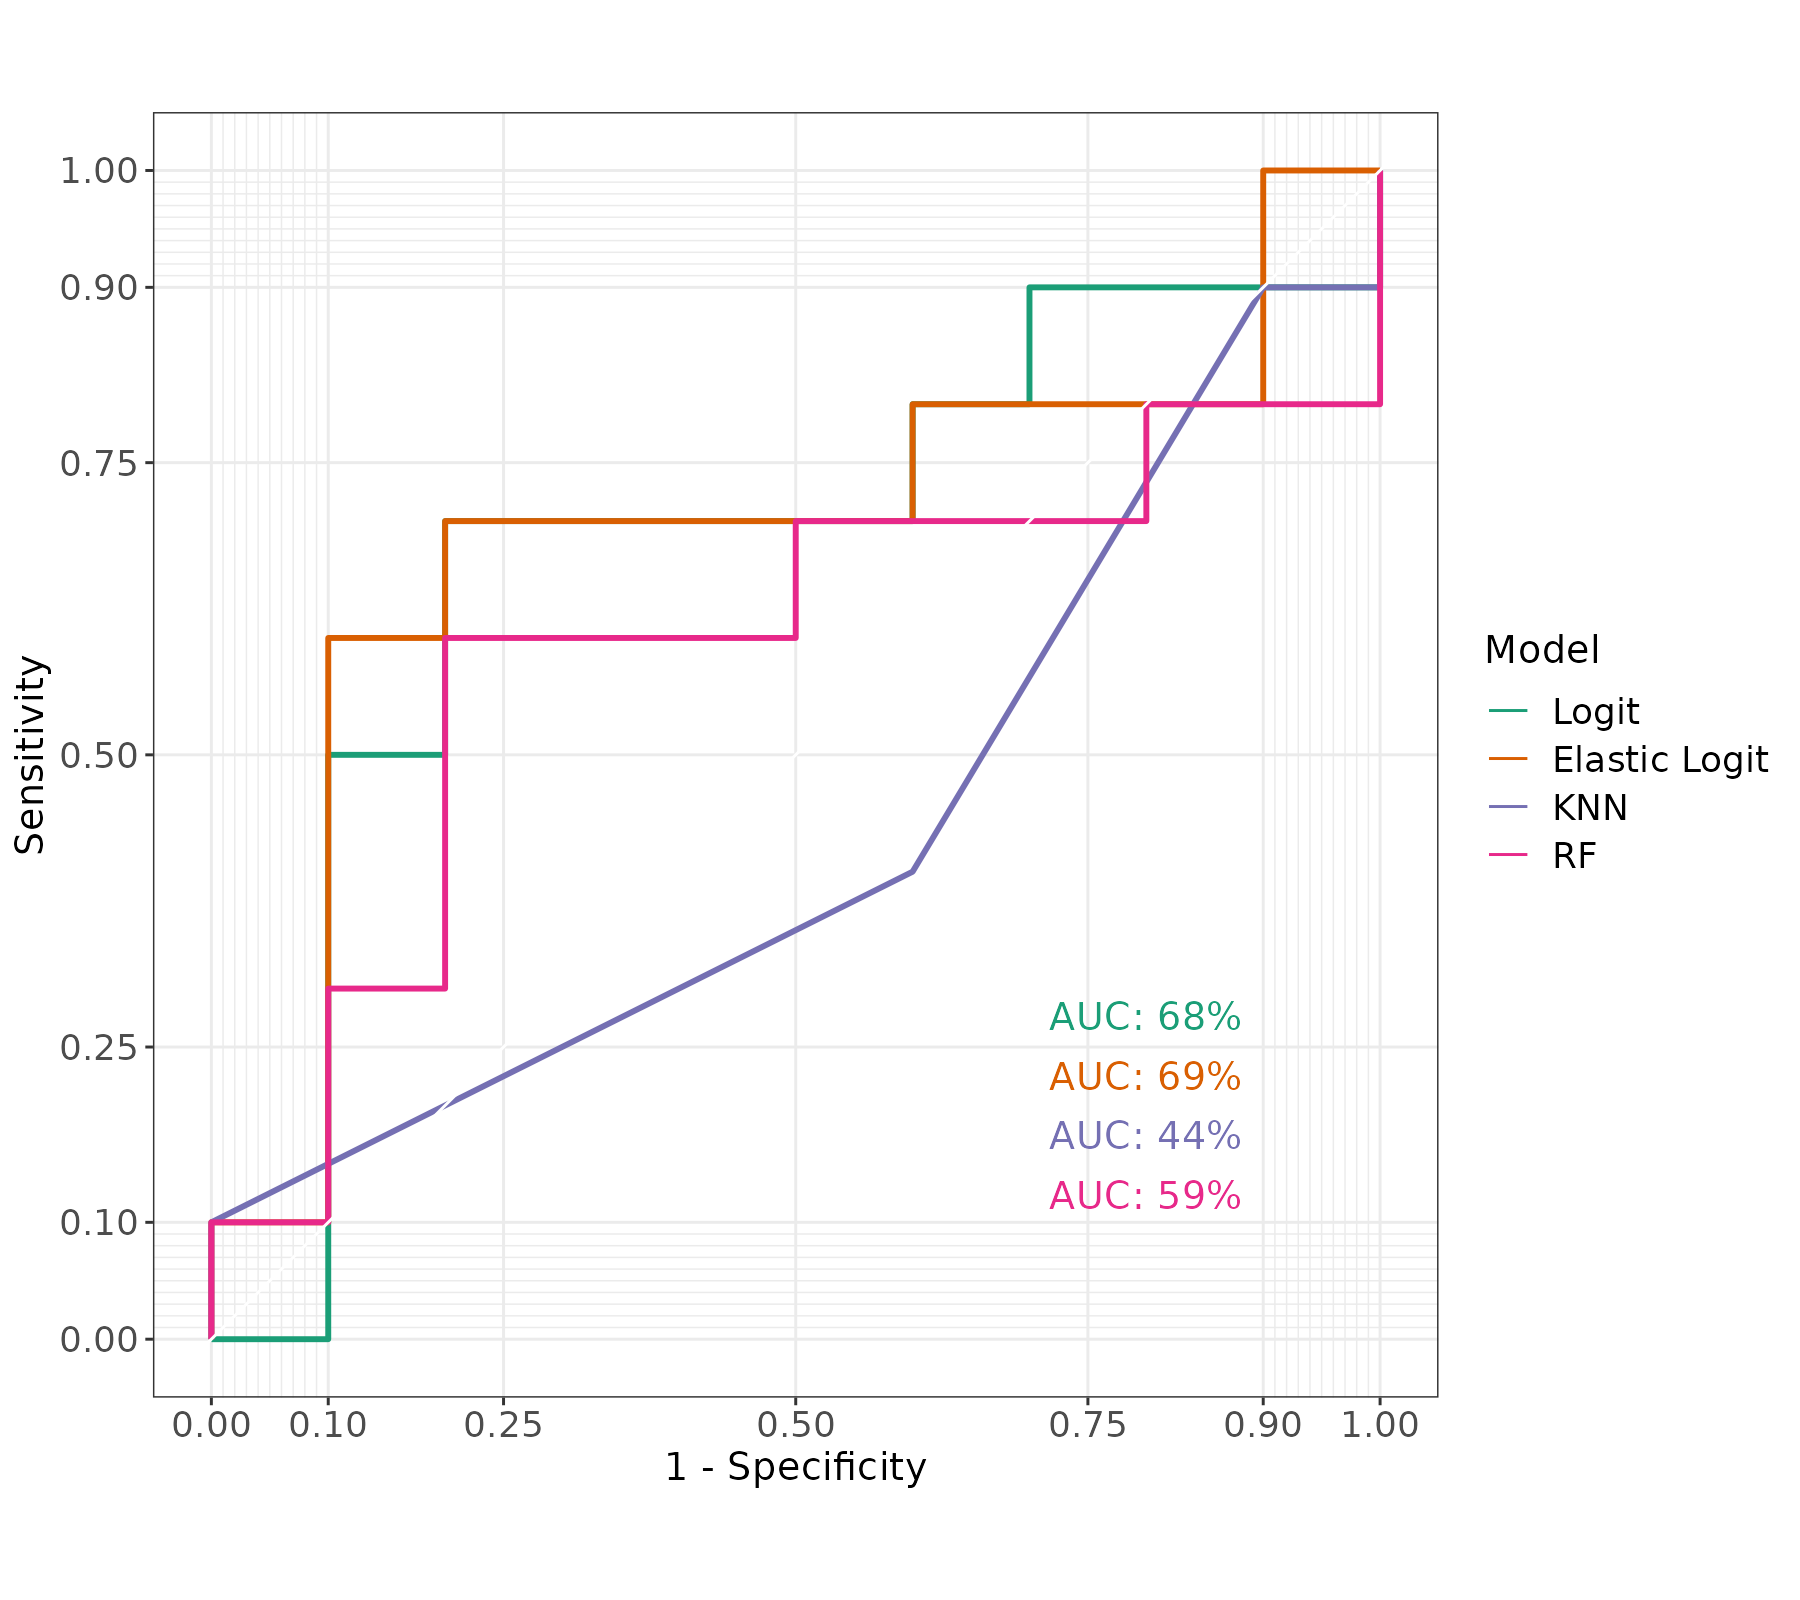 1.00
0.90
0.75
0.50
0.25
0.10
0.00
Sensitivity
0.00 0.10 0.25 0.50 0.75 0.90 1.00
1 - Specificity
AUC: 68%
AUC: 69%
AUC: 44%
AUC: 59%
Model
Logit
Elastic Logit
KNN
RF